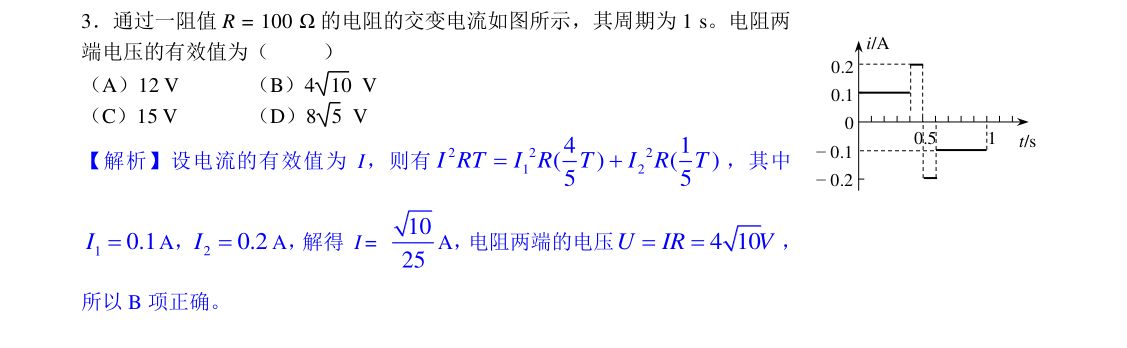 3．通过一阻值 R = 100 Ω 的电阻的交变电流如图所示，其周期为 1 s。电阻两
端电压的有效值为（　　）
（A）12 V　　（B）4√10 V
（C）15 V　　（D）8√5 V
【解析】设电流的有效值为 I，则有 I²RT = I₁²R(4/5 T) + I₂²R(1/5 T)，其中
I₁ = 0.1 A，I₂ = 0.2 A，解得 I = √10/25 A，电阻两端的电压 U = IR = 4√10V，
所以 B 项正确。
i/A
0.2
0.1
0
0.5
1
t/s
－0.1
－0.2